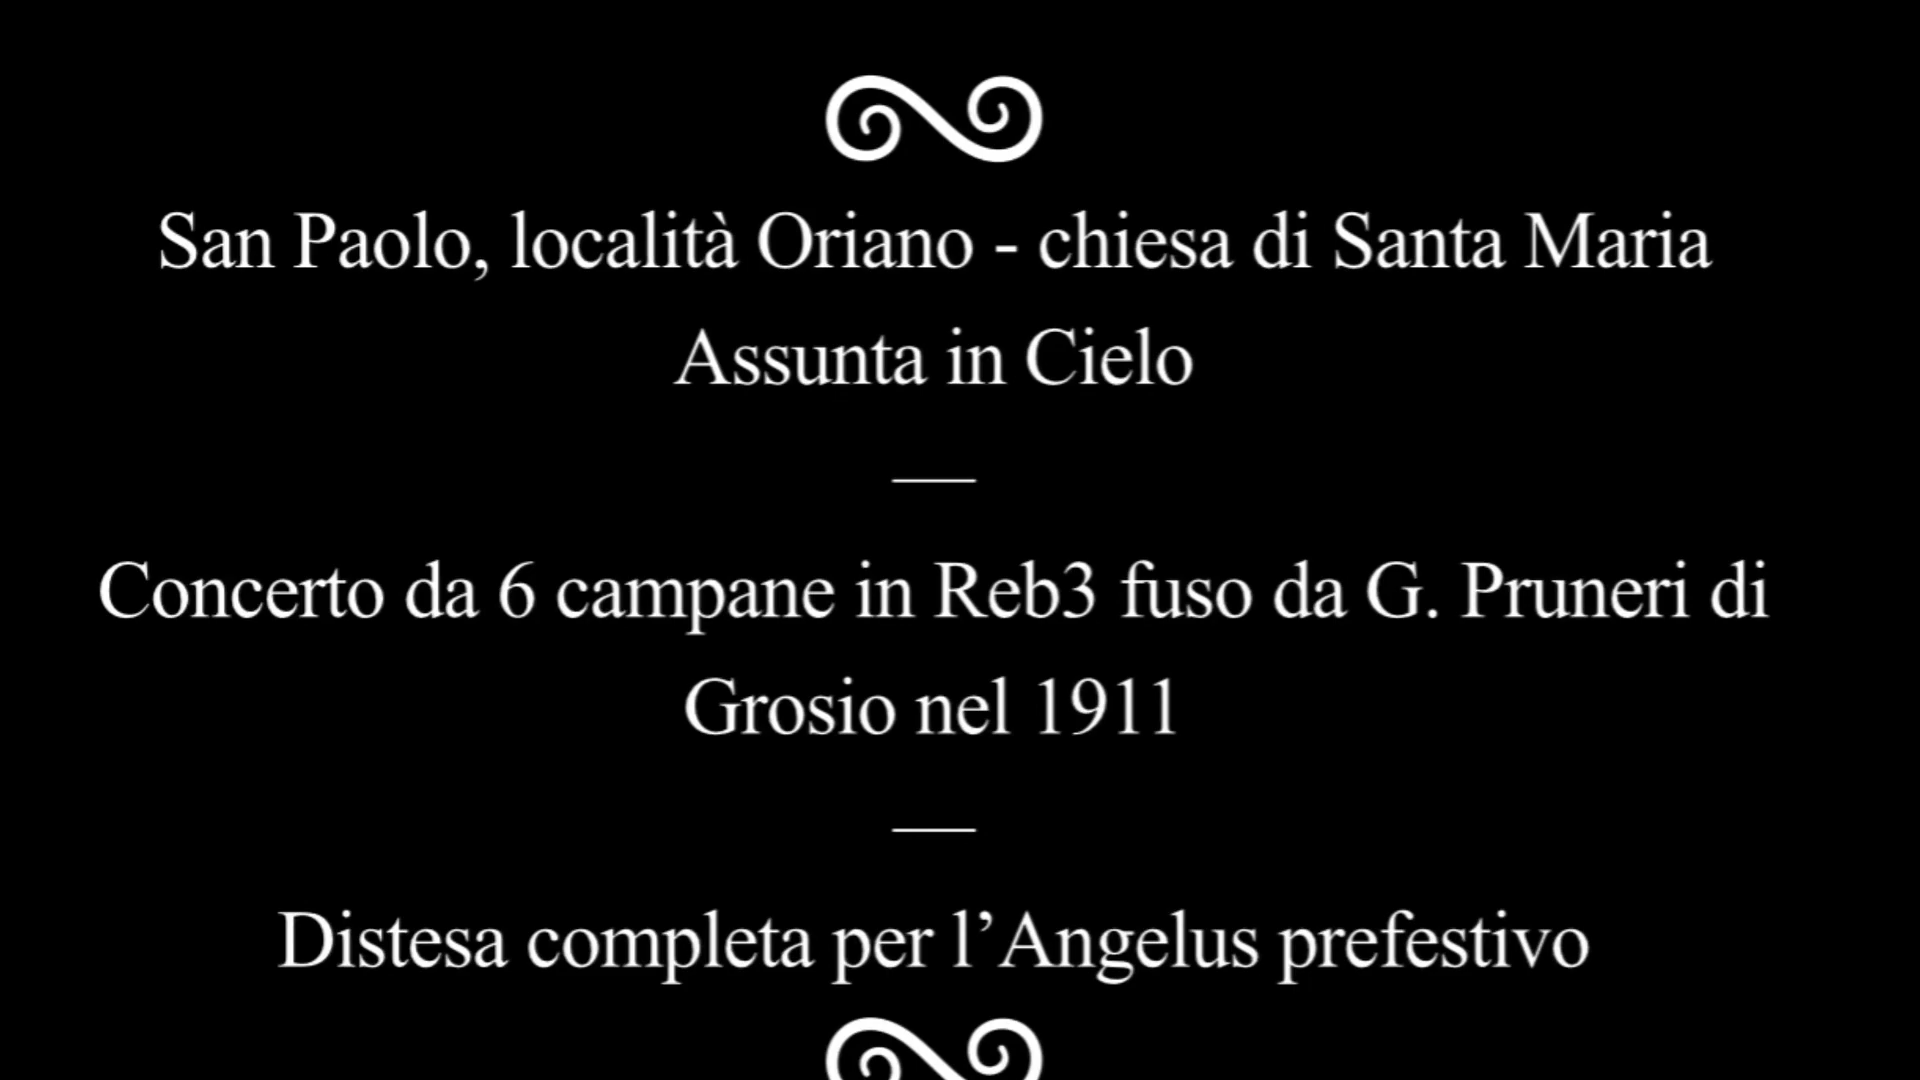 San Paolo, località Oriano - chiesa di Santa Maria
Assunta in Cielo
—
Concerto da 6 campane in Reb3 fuso da G. Pruneri di
Grosio nel 1911
—
Distesa completa per l’Angelus prefestivo